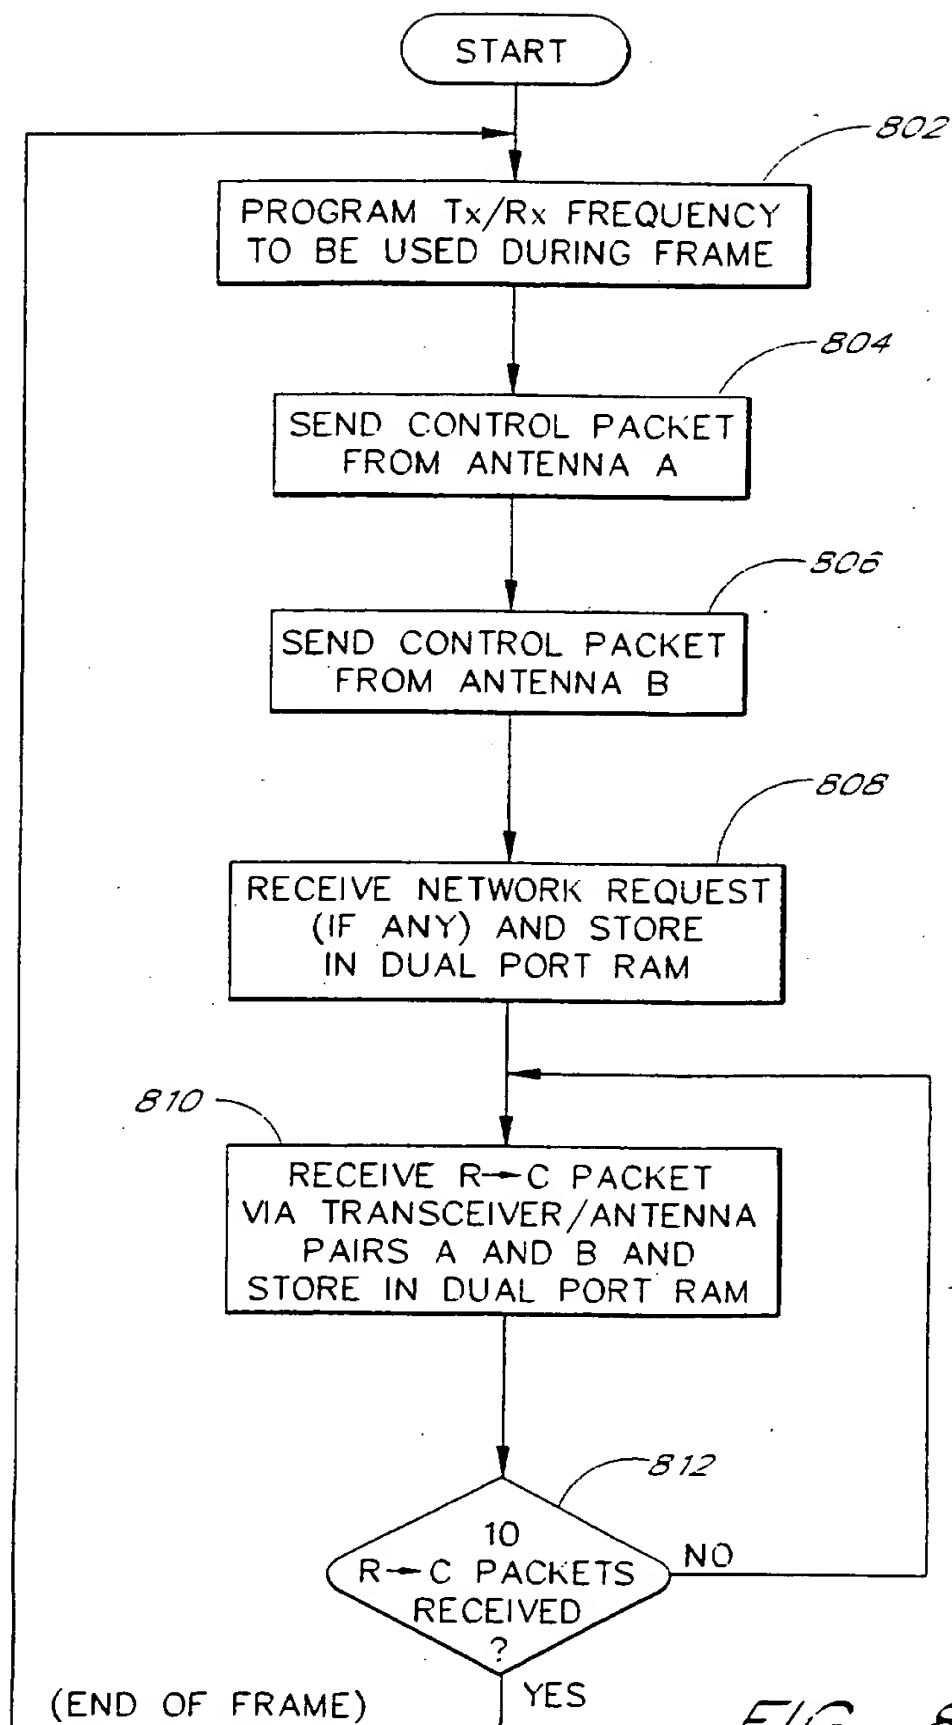 START
802
PROGRAM Tx/Rx FREQUENCY
TO BE USED DURING FRAME
804
SEND CONTROL PACKET
FROM ANTENNA A
806
SEND CONTROL PACKET
FROM ANTENNA B
808
RECEIVE NETWORK REQUEST
(IF ANY) AND STORE
IN DUAL PORT RAM
810
RECEIVE R→C PACKET
VIA TRANSCEIVER/ANTENNA
PAIRS A AND B AND
STORE IN DUAL PORT RAM
812
10
R→C PACKETS
RECEIVED
?
NO
YES
(END OF FRAME)
FIG. 8